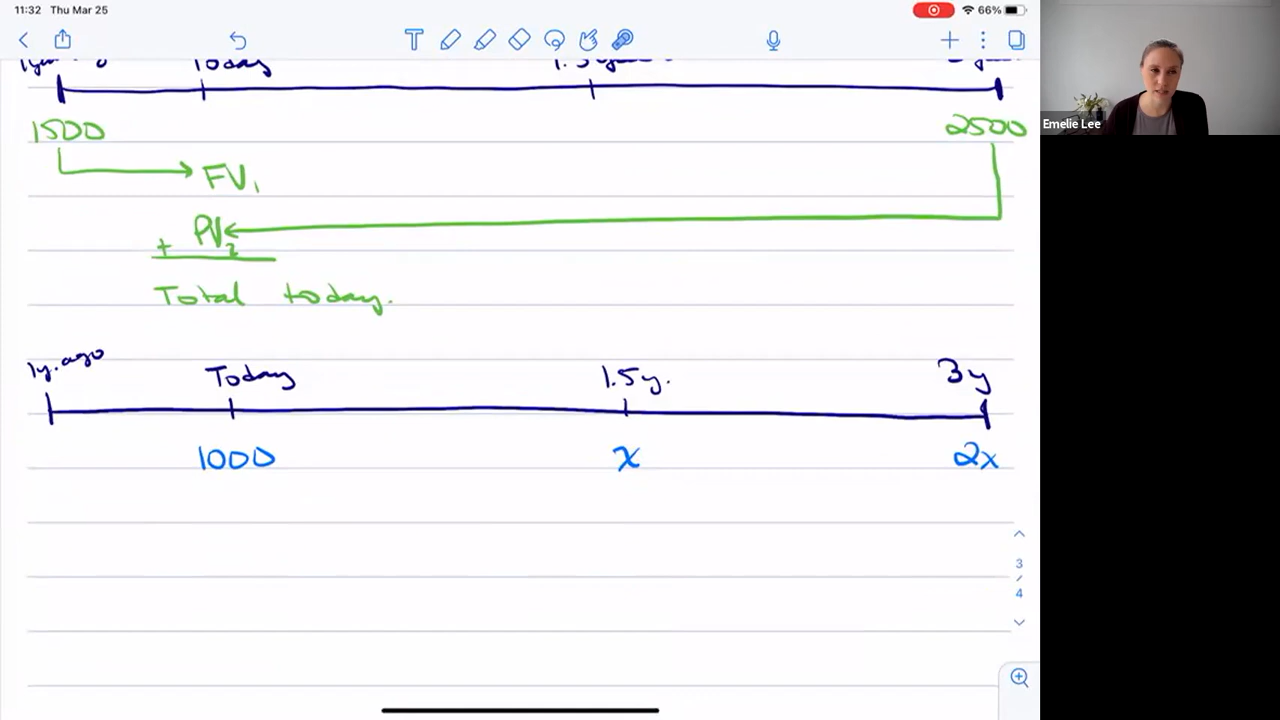 11:32 Thu Mar 25
66%
Emelie Lee
Today
1500
2500
FV1
+ PV2
Total today.
1y. ago Today 1.5y. 3y
1000 x 2x
3
/
4